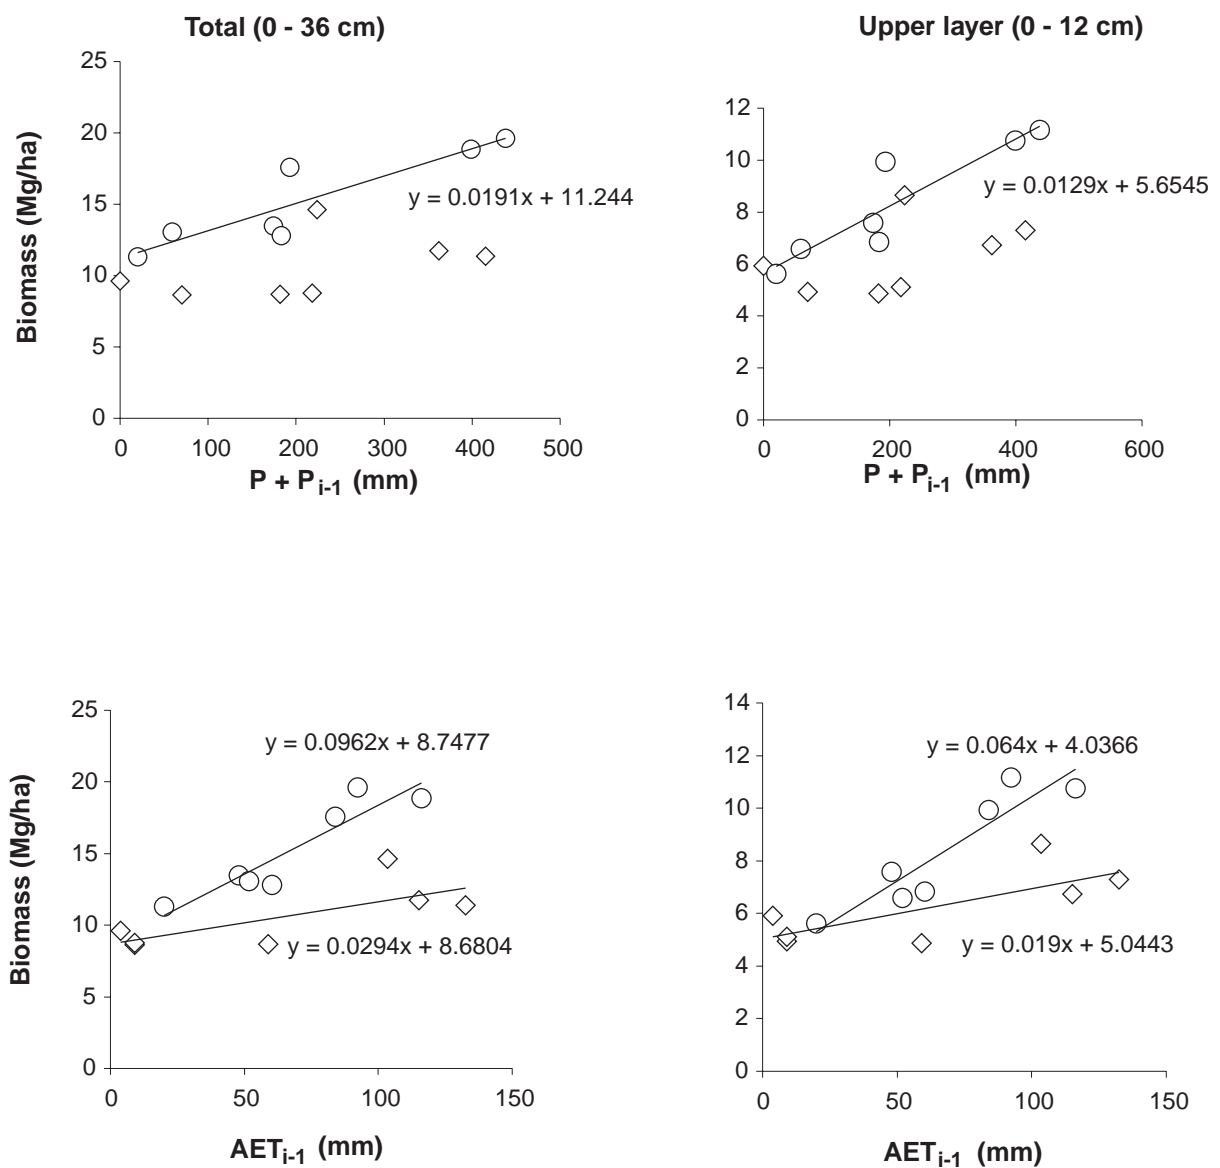 Total (0 - 36 cm)
Upper layer (0 - 12 cm)
Biomass (Mg/ha)
25
20
15
10
5
0
y = 0.0191x + 11.244
0 100 200 300 400 500
P + Pi-1 (mm)
12
10
8
6
4
2
0
y = 0.0129x + 5.6545
0 200 400 600
P + Pi-1 (mm)
Biomass (Mg/ha)
25
20
15
10
5
0
y = 0.0962x + 8.7477
y = 0.0294x + 8.6804
0 50 100 150
AETi-1 (mm)
14
12
10
8
6
4
2
0
y = 0.064x + 4.0366
y = 0.019x + 5.0443
0 50 100 150
AETi-1 (mm)